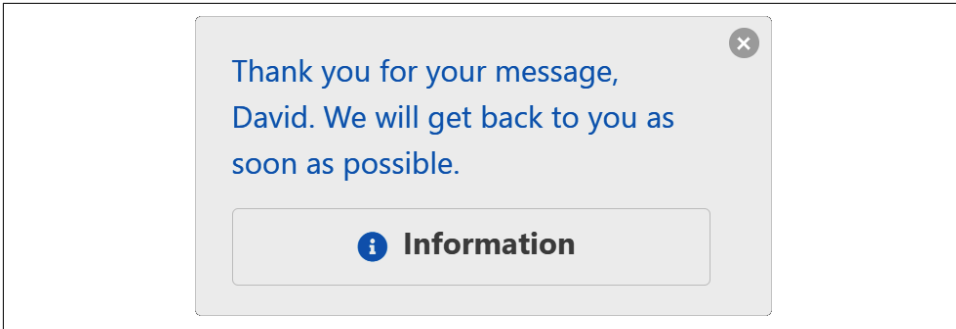 Thank you for your message,
David. We will get back to you as
soon as possible.
Information